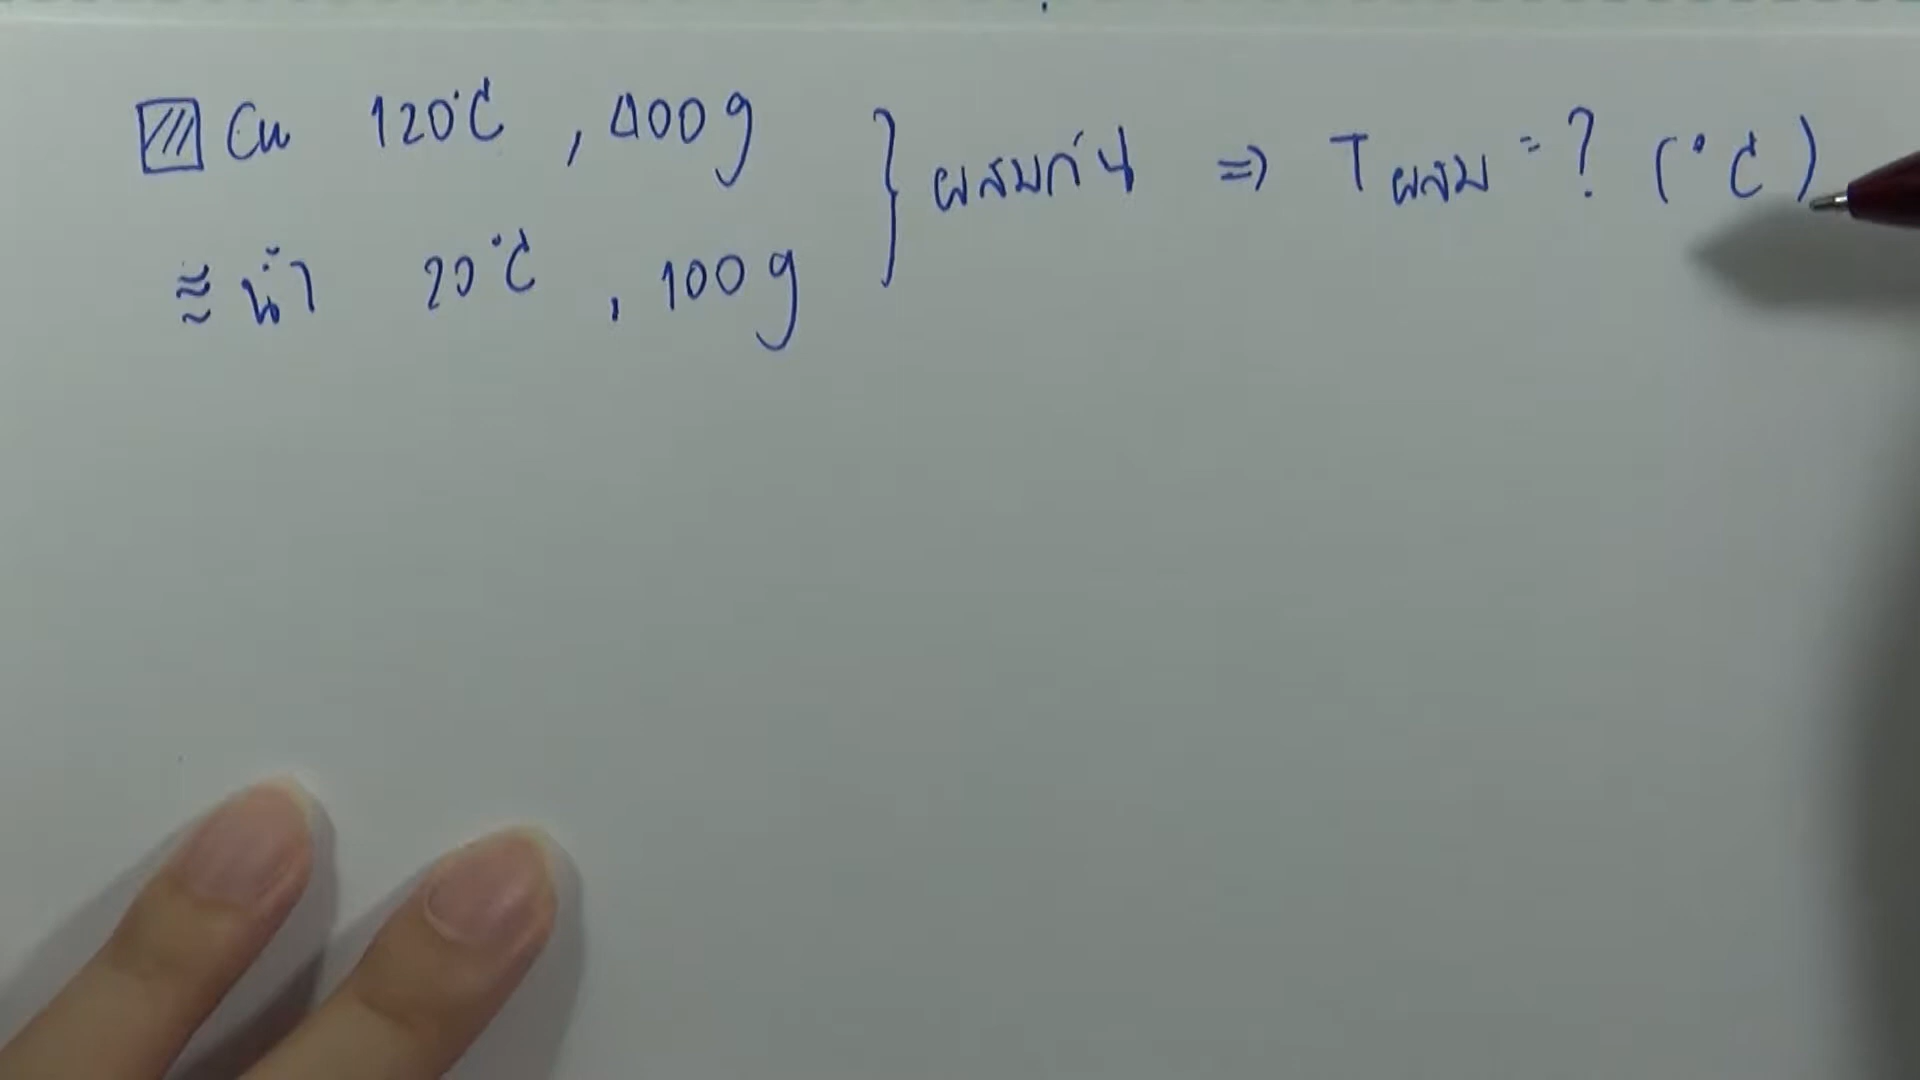 Cu 120°C , 400g } ผสมกัน ⇒ T ผสม = ? (°C)
น้ำ 20°C , 100g